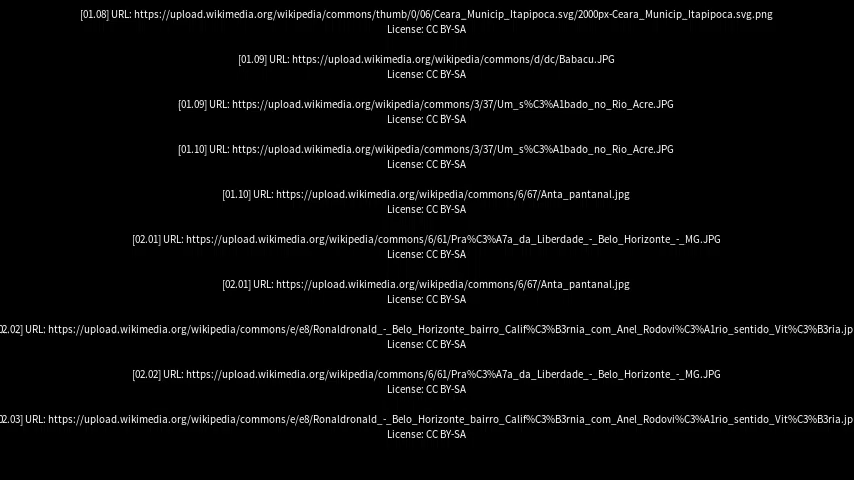 [01.08] URL: https://upload.wikimedia.org/wikipedia/commons/thumb/0/06/Ceara_Municip_Itapipoca.svg/2000px-Ceara_Municip_Itapipoca.svg.png
License: CC BY-SA
[01.09] URL: https://upload.wikimedia.org/wikipedia/commons/d/dc/Babacu.JPG
License: CC BY-SA
[01.09] URL: https://upload.wikimedia.org/wikipedia/commons/3/37/Um_s%C3%A1bado_no_Rio_Acre.JPG
License: CC BY-SA
[01.10] URL: https://upload.wikimedia.org/wikipedia/commons/3/37/Um_s%C3%A1bado_no_Rio_Acre.JPG
License: CC BY-SA
[01.10] URL: https://upload.wikimedia.org/wikipedia/commons/6/67/Anta_pantanal.jpg
License: CC BY-SA
[02.01] URL: https://upload.wikimedia.org/wikipedia/commons/6/61/Pra%C3%A7a_da_Liberdade_-_Belo_Horizonte_-_MG.JPG
License: CC BY-SA
[02.01] URL: https://upload.wikimedia.org/wikipedia/commons/6/67/Anta_pantanal.jpg
License: CC BY-SA
02.02] URL: https://upload.wikimedia.org/wikipedia/commons/e/e8/Ronaldronald_-_Belo_Horizonte_bairro_Calif%C3%B3rnia_com_Anel_Rodovi%C3%A1rio_sentido_Vit%C3%B3ria.jp
License: CC BY-SA
[02.02] URL: https://upload.wikimedia.org/wikipedia/commons/6/61/Pra%C3%A7a_da_Liberdade_-_Belo_Horizonte_-_MG.JPG
License: CC BY-SA
02.03] URL: https://upload.wikimedia.org/wikipedia/commons/e/e8/Ronaldronald_-_Belo_Horizonte_bairro_Calif%C3%B3rnia_com_Anel_Rodovi%C3%A1rio_sentido_Vit%C3%B3ria.jp
License: CC BY-SA